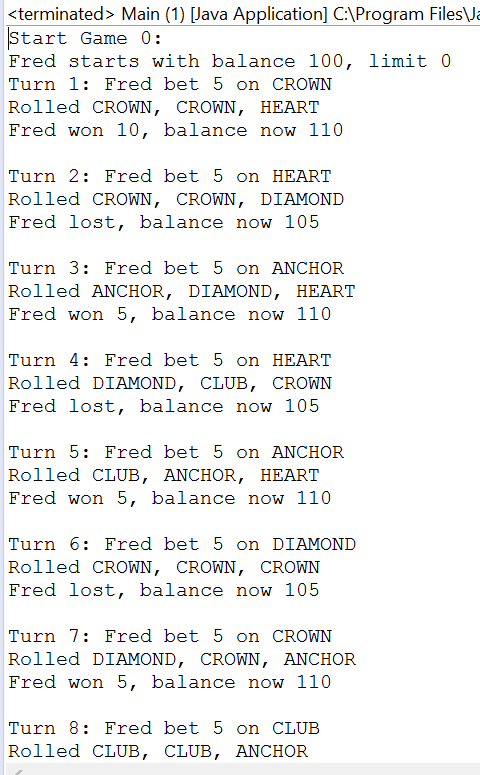 <terminated> Main (1) [Java Application] C:\Program Files\Ja
Start Game 0:
Fred starts with balance 100, limit 0
Turn 1: Fred bet 5 on CROWN
Rolled CROWN, CROWN, HEART
Fred won 10, balance now 110
Turn 2: Fred bet 5 on HEART
Rolled CROWN, CROWN, DIAMOND
Fred lost, balance now 105
Turn 3: Fred bet 5 on ANCHOR
Rolled ANCHOR, DIAMOND, HEART
Fred won 5, balance now 110
Turn 4: Fred bet 5 on HEART
Rolled DIAMOND, CLUB, CROWN
Fred lost, balance now 105
Turn 5: Fred bet 5 on ANCHOR
Rolled CLUB, ANCHOR, HEART
Fred won 5, balance now 110
Turn 6: Fred bet 5 on DIAMOND
Rolled CROWN, CROWN, CROWN
Fred lost, balance now 105
Turn 7: Fred bet 5 on CROWN
Rolled DIAMOND, CROWN, ANCHOR
Fred won 5, balance now 110
Turn 8: Fred bet 5 on CLUB
Rolled CLUB, CLUB, ANCHOR